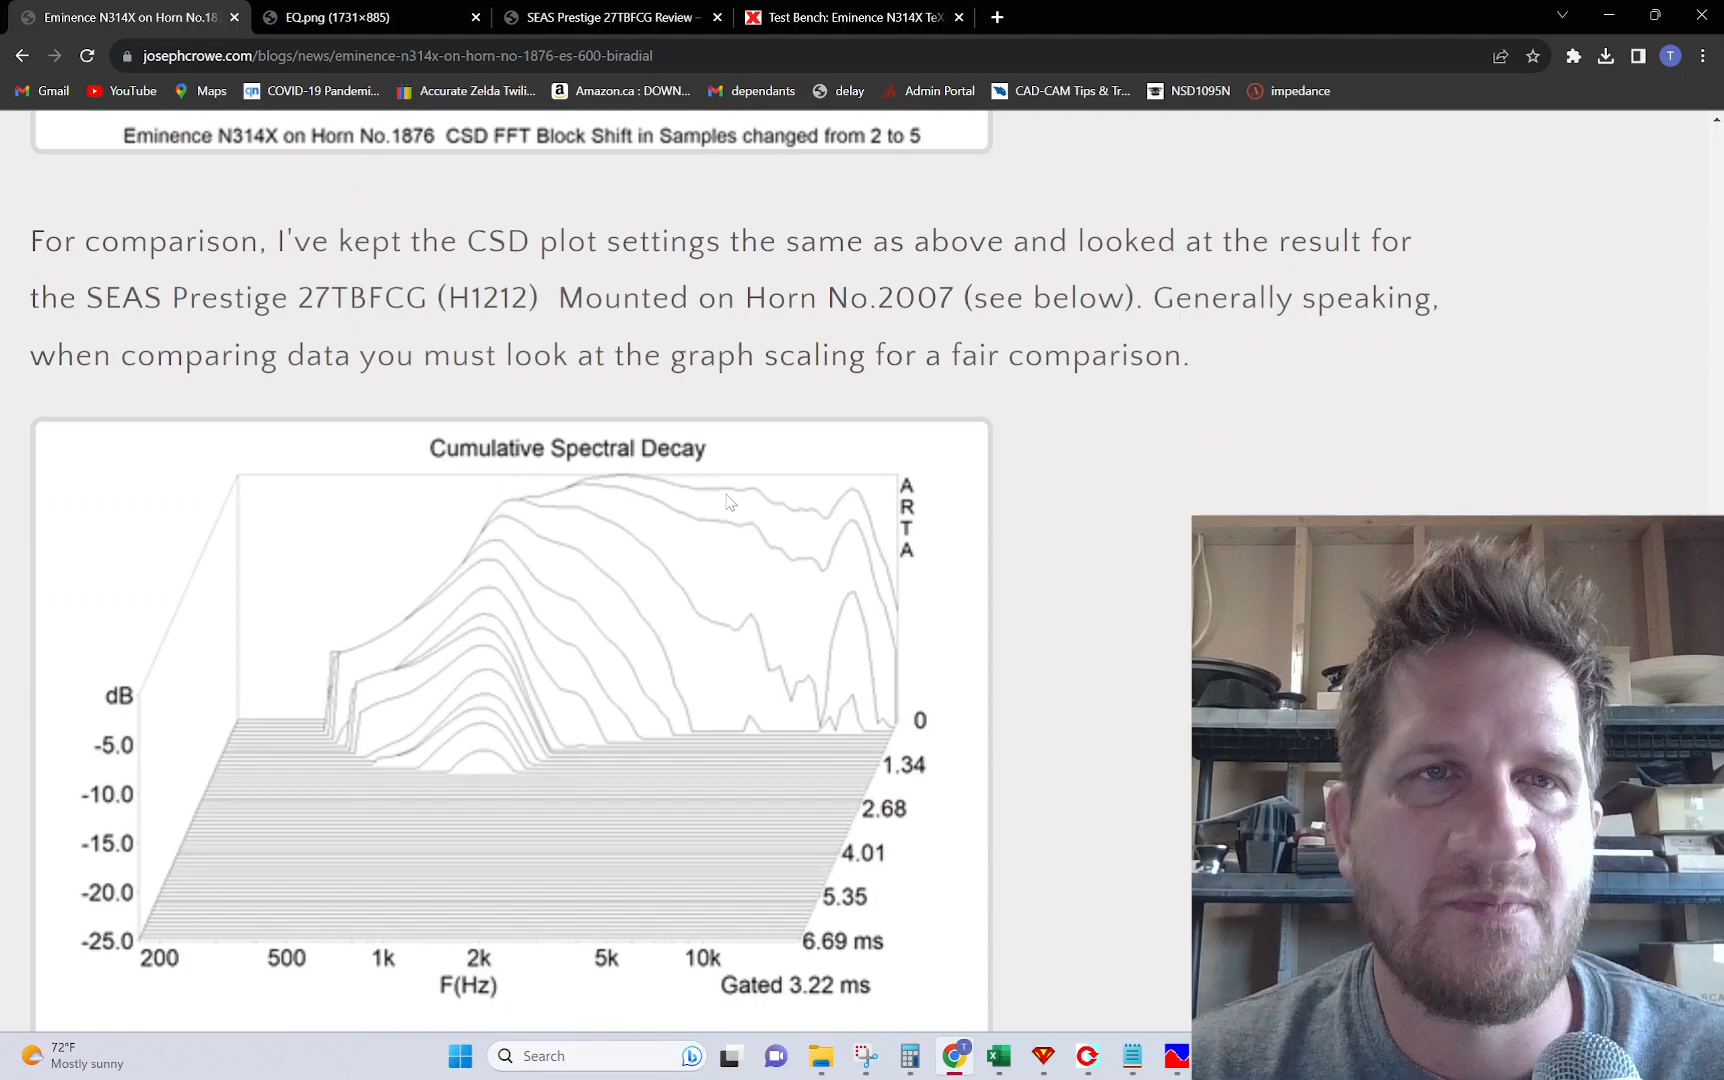 Eminence N314X on Horn No.18
EQ.png (1731×885)
SEAS Prestige 27TBFCG Review –
Test Bench: Eminence N314X TeX
josephcrowe.com/blogs/news/eminence-n314x-on-horn-no-1876-es-600-biradial
T
Gmail
YouTube
Maps
qn
COVID-19 Pandemi...
Accurate Zelda Twili...
Amazon.ca : DOWN...
dependants
delay
Admin Portal
CAD-CAM Tips & Tr...
NSD1095N
impedance
Eminence N314X on Horn No.1876 CSD FFT Block Shift in Samples changed from 2 to 5
For comparison, I've kept the CSD plot settings the same as above and looked at the result for
the SEAS Prestige 27TBFCG (H1212) Mounted on Horn No.2007 (see below). Generally speaking,
when comparing data you must look at the graph scaling for a fair comparison.
Cumulative Spectral Decay
A
R
T
A
dB
-5.0
-10.0
-15.0
-20.0
-25.0
0
1.34
2.68
4.01
5.35
6.69 ms
200
500
1k
2k
5k
10k
F(Hz)
Gated 3.22 ms
72°F
Mostly sunny
Search